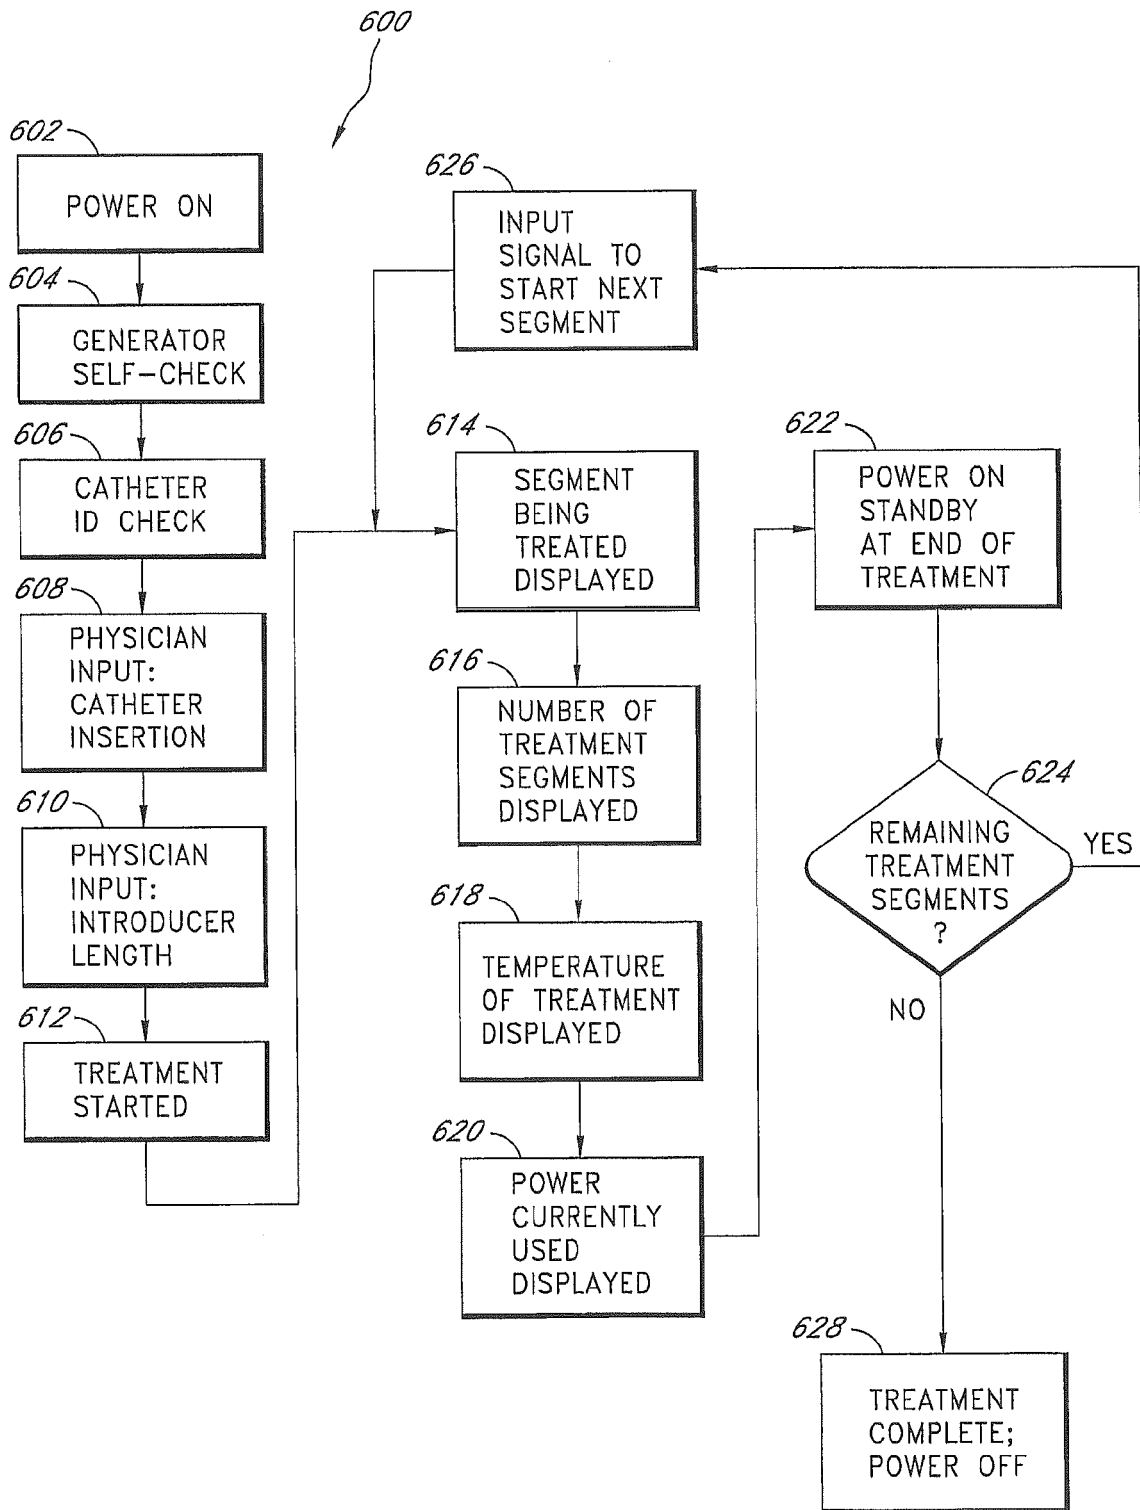 600
602
POWER ON
604
GENERATOR
SELF-CHECK
606
CATHETER
ID CHECK
608
PHYSICIAN
INPUT:
CATHETER
INSERTION
610
PHYSICIAN
INPUT:
INTRODUCER
LENGTH
612
TREATMENT
STARTED
626
INPUT
SIGNAL TO
START NEXT
SEGMENT
614
SEGMENT
BEING
TREATED
DISPLAYED
616
NUMBER OF
TREATMENT
SEGMENTS
DISPLAYED
618
TEMPERATURE
OF TREATMENT
DISPLAYED
620
POWER
CURRENTLY
USED
DISPLAYED
622
POWER ON
STANDBY
AT END OF
TREATMENT
624
REMAINING
TREATMENT
SEGMENTS
?
YES
NO
628
TREATMENT
COMPLETE;
POWER OFF